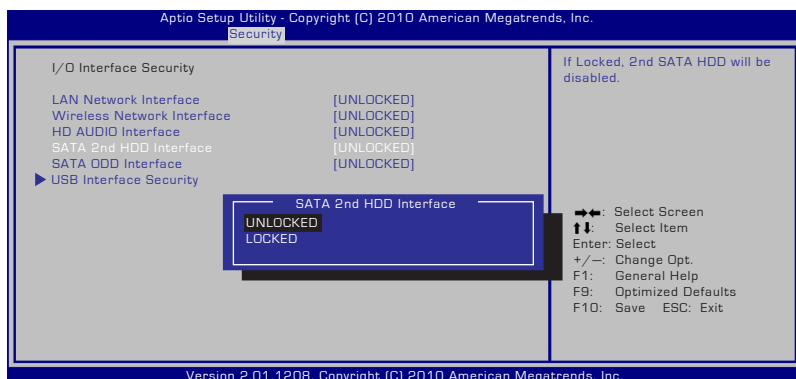 Aptio Setup Utility - Copyright (C) 2010 American Megatrends, Inc.
Security
I/O Interface Security
LAN Network Interface [UNLOCKED]
Wireless Network Interface [UNLOCKED]
HD AUDIO Interface [UNLOCKED]
SATA 2nd HDD Interface [UNLOCKED]
SATA ODD Interface [UNLOCKED]
USB Interface Security
SATA 2nd HDD Interface
UNLOCKED
LOCKED
If Locked, 2nd SATA HDD will be
disabled.
→←: Select Screen
↑↓: Select Item
Enter: Select
+/—: Change Opt.
F1: General Help
F9: Optimized Defaults
F10: Save ESC: Exit
Version 2.01.1208. Copyright (C) 2010 American Megatrends, Inc.